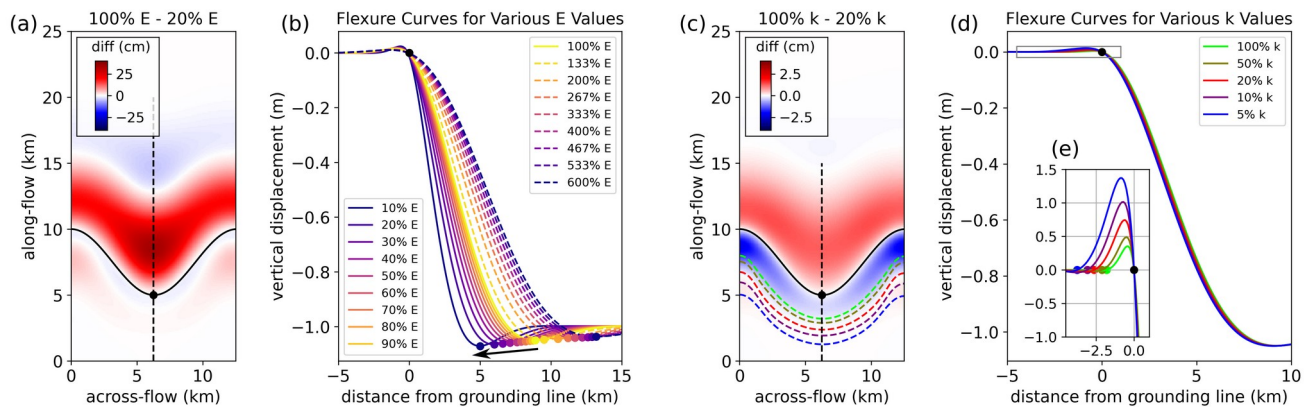 (a)
100% E - 20% E
diff (cm)
25
0
−25
25
20
15
10
5
0
along-flow (km)
0
5
10
across-flow (km)
(b)
Flexure Curves for Various E Values
0.0
−0.2
−0.4
−0.6
−0.8
−1.0
vertical displacement (m)
100% E
133% E
200% E
267% E
333% E
400% E
467% E
533% E
600% E
10% E
20% E
30% E
40% E
50% E
60% E
70% E
80% E
90% E
−5
0
5
10
15
distance from grounding line (km)
(c)
100% k - 20% k
diff (cm)
2.5
0.0
−2.5
25
20
15
10
5
0
along-flow (km)
0
5
10
across-flow (km)
(d)
Flexure Curves for Various k Values
0.0
−0.2
−0.4
−0.6
−0.8
−1.0
vertical displacement (m)
100% k
50% k
20% k
10% k
5% k
(e)
1.5
1.0
0.5
0.0
−0.5
−1.0
−2.5
0.0
−5
0
5
10
distance from grounding line (km)